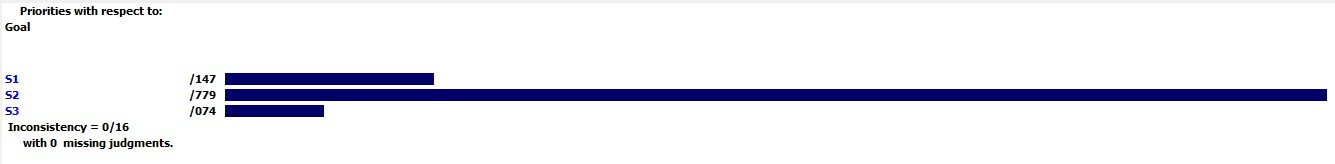 Priorities with respect to:
Goal
S1 /147
S2 /779
S3 /074
Inconsistency = 0/16
with 0 missing judgments.